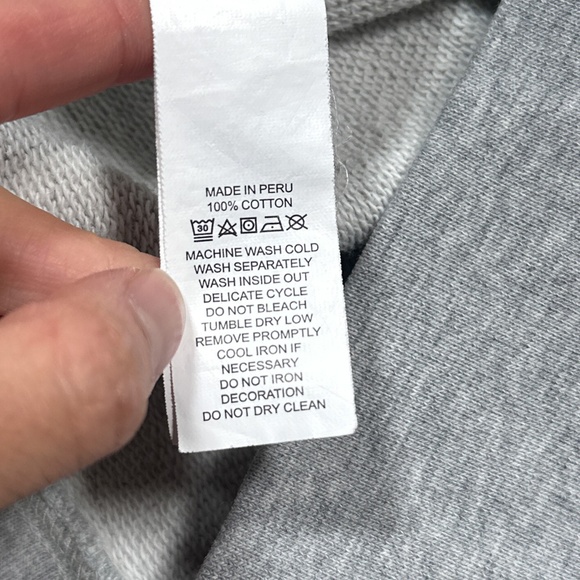 MADE IN PERU
100% COTTON
30
MACHINE WASH COLD
WASH SEPARATELY
WASH INSIDE OUT
DELICATE CYCLE
DO NOT BLEACH
TUMBLE DRY LOW
REMOVE PROMPTLY
COOL IRON IF
NECESSARY
DO NOT IRON
DECORATION
DO NOT DRY CLEAN